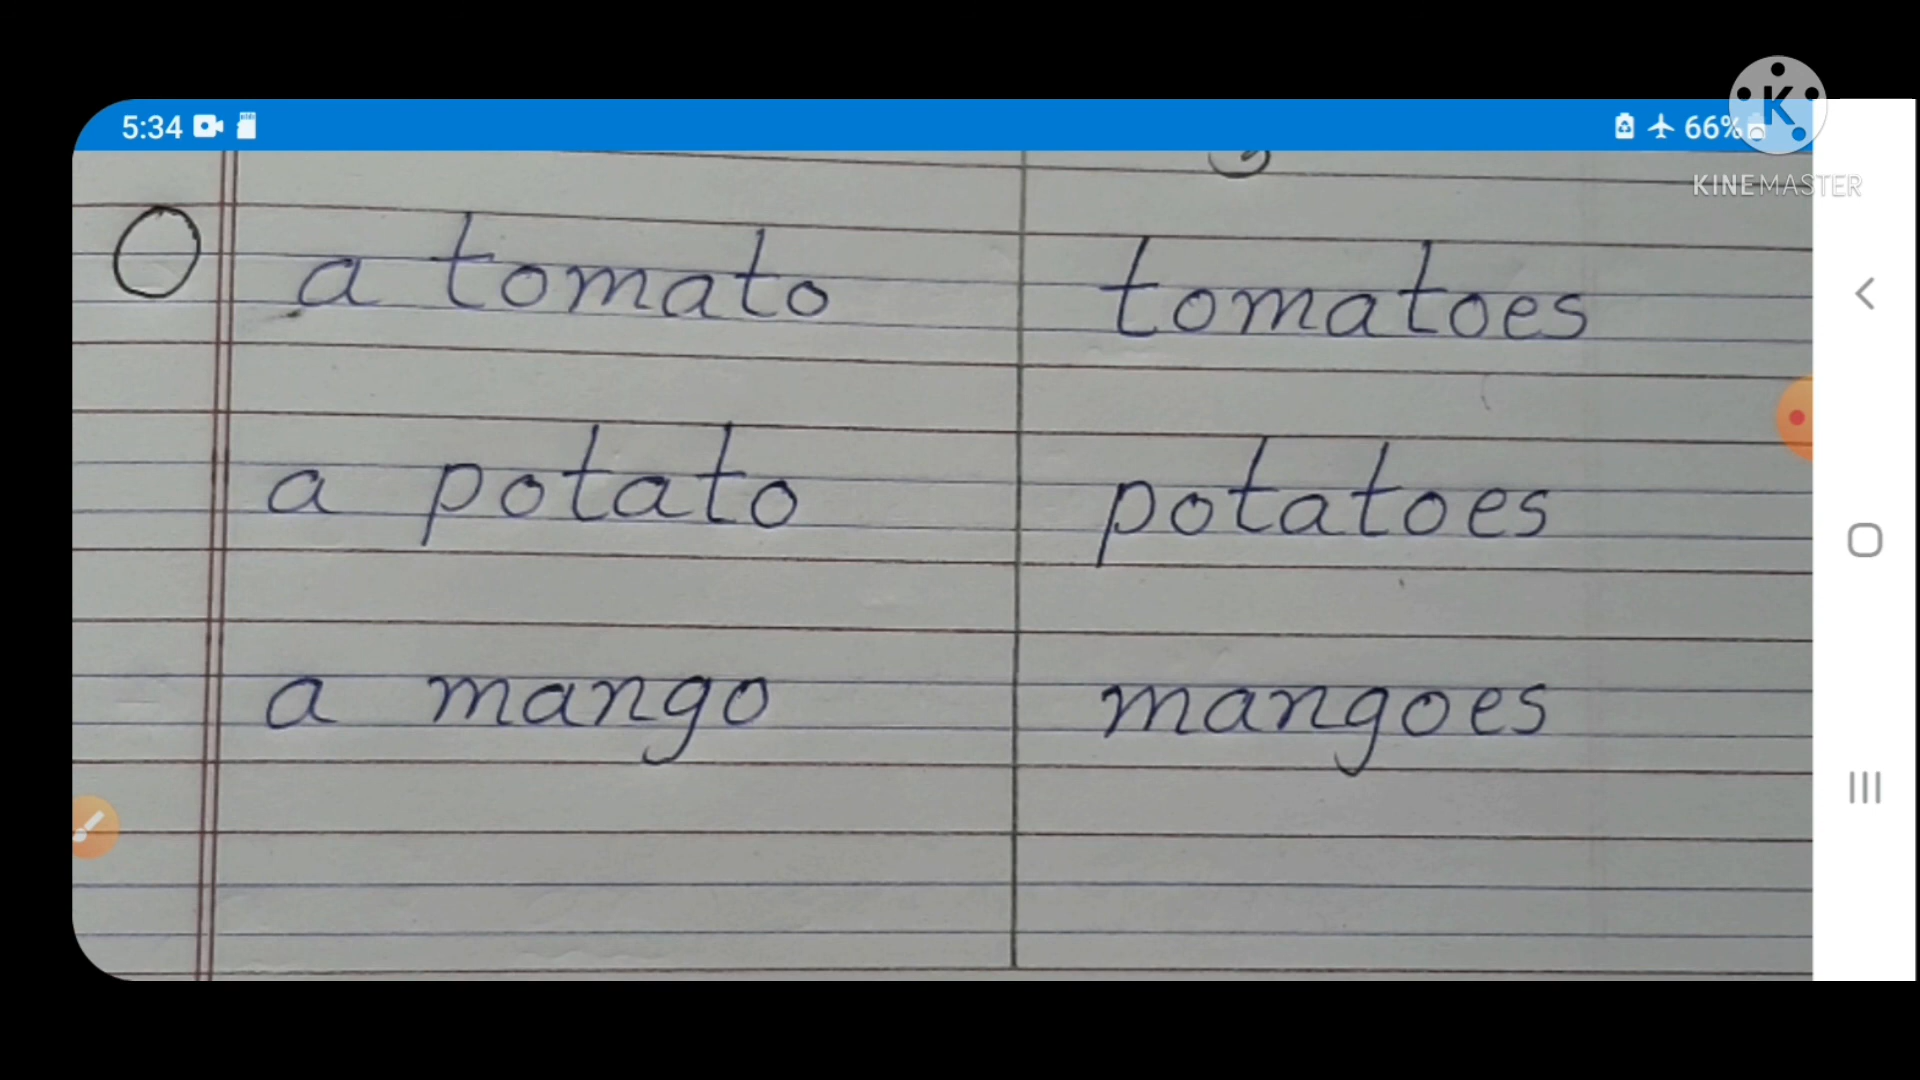 5:34 66%
KINEMASTER
O a tomato tomatoes
a potato potatoes
a mango mangoes